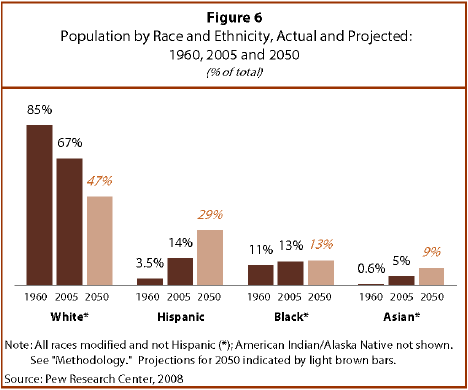 Figure 6
Population by Race and Ethnicity, Actual and Projected:
1960, 2005 and 2050
(% of total)
85%
67%
47%
3.5%
14%
29%
11%
13%
13%
0.6%
5%
9%
1960 2005 2050 1960 2005 2050 1960 2005 2050 1960 2005 2050
White* Hispanic Black* Asian*
Note: All races modified and not Hispanic (*); American Indian/Alaska Native not shown.
See "Methodology." Projections for 2050 indicated by light brown bars.
Source: Pew Research Center, 2008